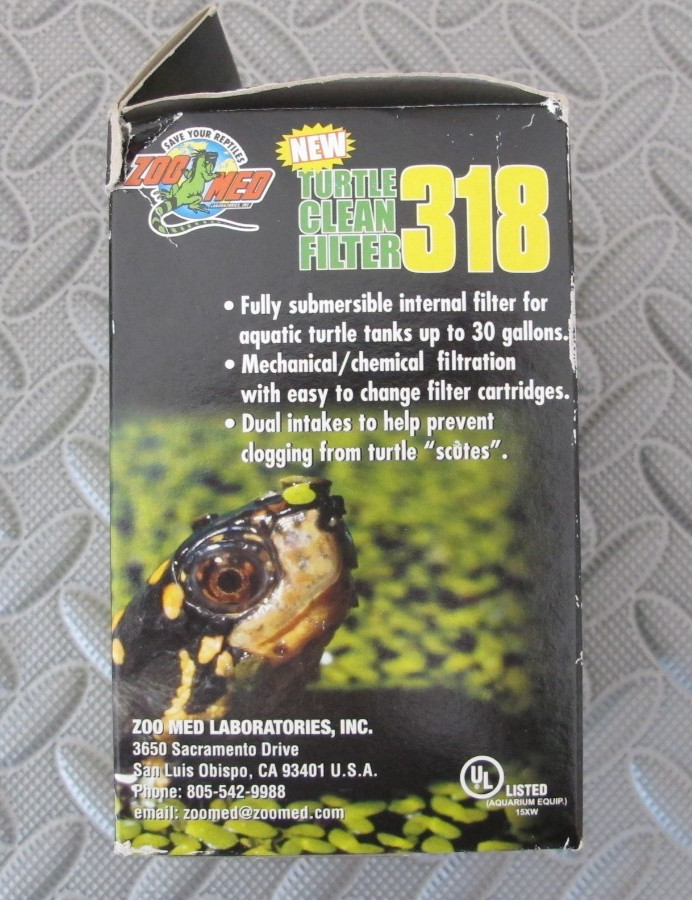 SAVE YOUR REPTILES
ZOO MED
LABORATORIES, INC.
NEW
TURTLE
CLEAN
FILTER
318
• Fully submersible internal filter for
aquatic turtle tanks up to 30 gallons.
• Mechanical/chemical filtration
with easy to change filter cartridges.
• Dual intakes to help prevent
clogging from turtle “scutes”.
ZOO MED LABORATORIES, INC.
3650 Sacramento Drive
San Luis Obispo, CA 93401 U.S.A.
Phone: 805-542-9988
email: zoomed@zoomed.com
UL
LISTED
(AQUARIUM EQUIP.)
15XW